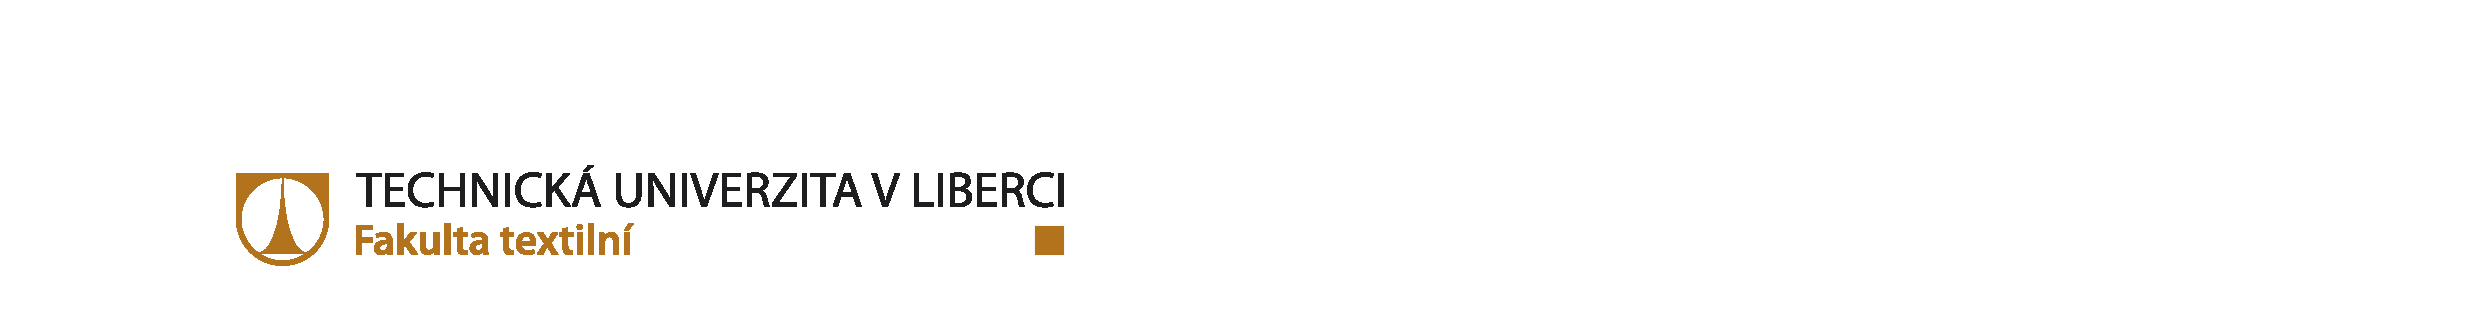 TECHNICKÁ UNIVERZITA V LIBERCI
Fakulta textilní